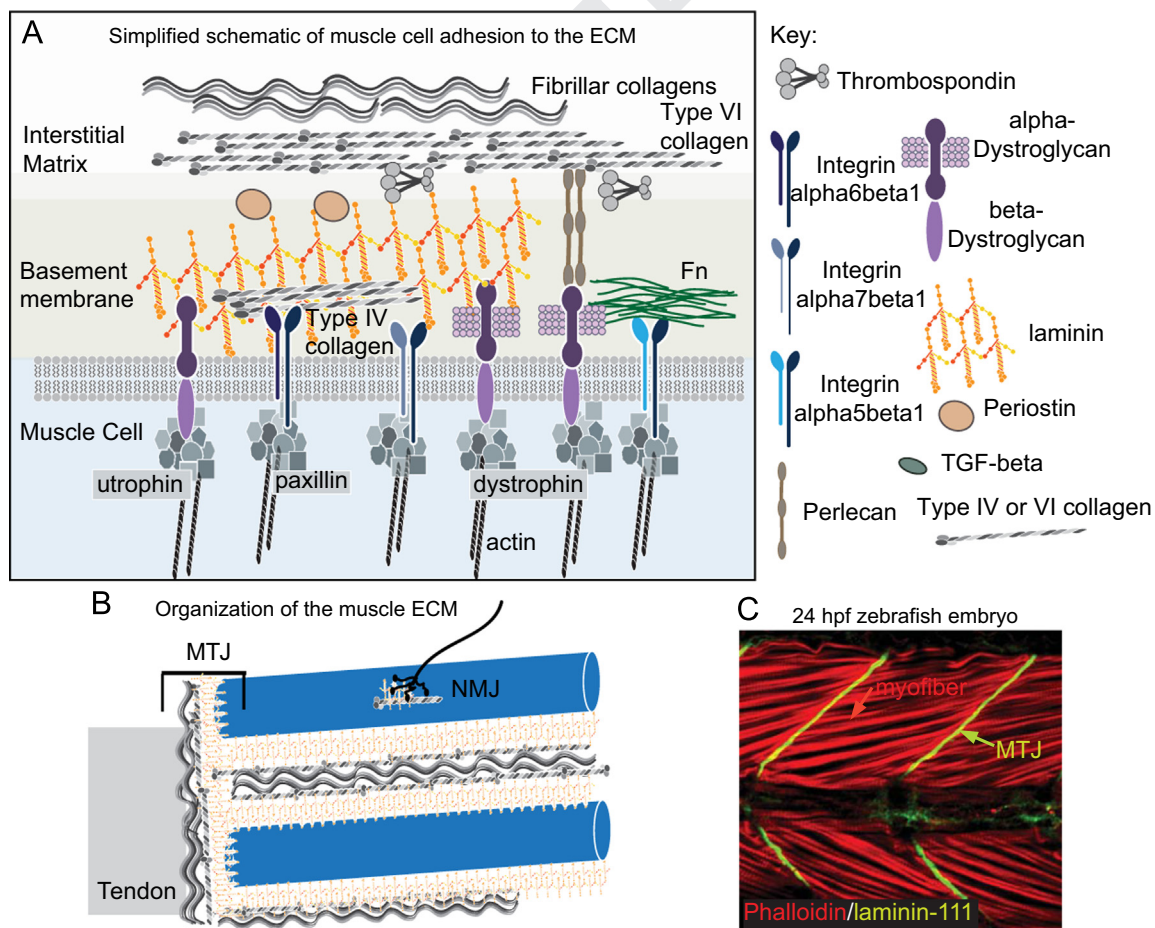 A
Simplified schematic of muscle cell adhesion to the ECM
Fibrillar collagens
Type VI
collagen
Interstitial
Matrix
Basement
membrane
Fn
Type IV
collagen
Muscle Cell
utrophin
paxillin
dystrophin
actin
Key:
Thrombospondin
Integrin
alpha6beta1
alpha-
Dystroglycan
beta-
Dystroglycan
Integrin
alpha7beta1
laminin
Integrin
alpha5beta1
Periostin
TGF-beta
Perlecan
Type IV or VI collagen
B
Organization of the muscle ECM
MTJ
NMJ
Tendon
C
24 hpf zebrafish embryo
myofiber
MTJ
Phalloidin/laminin-111